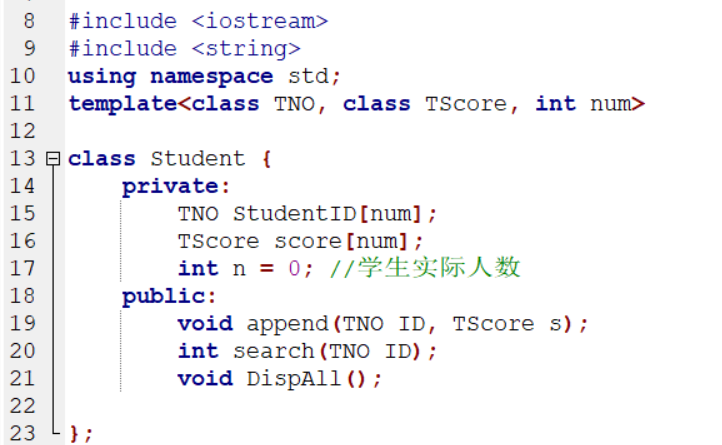 8 #include <iostream>
9 #include <string>
10 using namespace std;
11 template<class TNO, class TScore, int num>
12
13 class Student {
14 private:
15 TNO StudentID[num];
16 TScore score[num];
17 int n = 0; //学生实际人数
18 public:
19 void append(TNO ID, TScore s);
20 int search(TNO ID);
21 void DispAll();
22
23 };